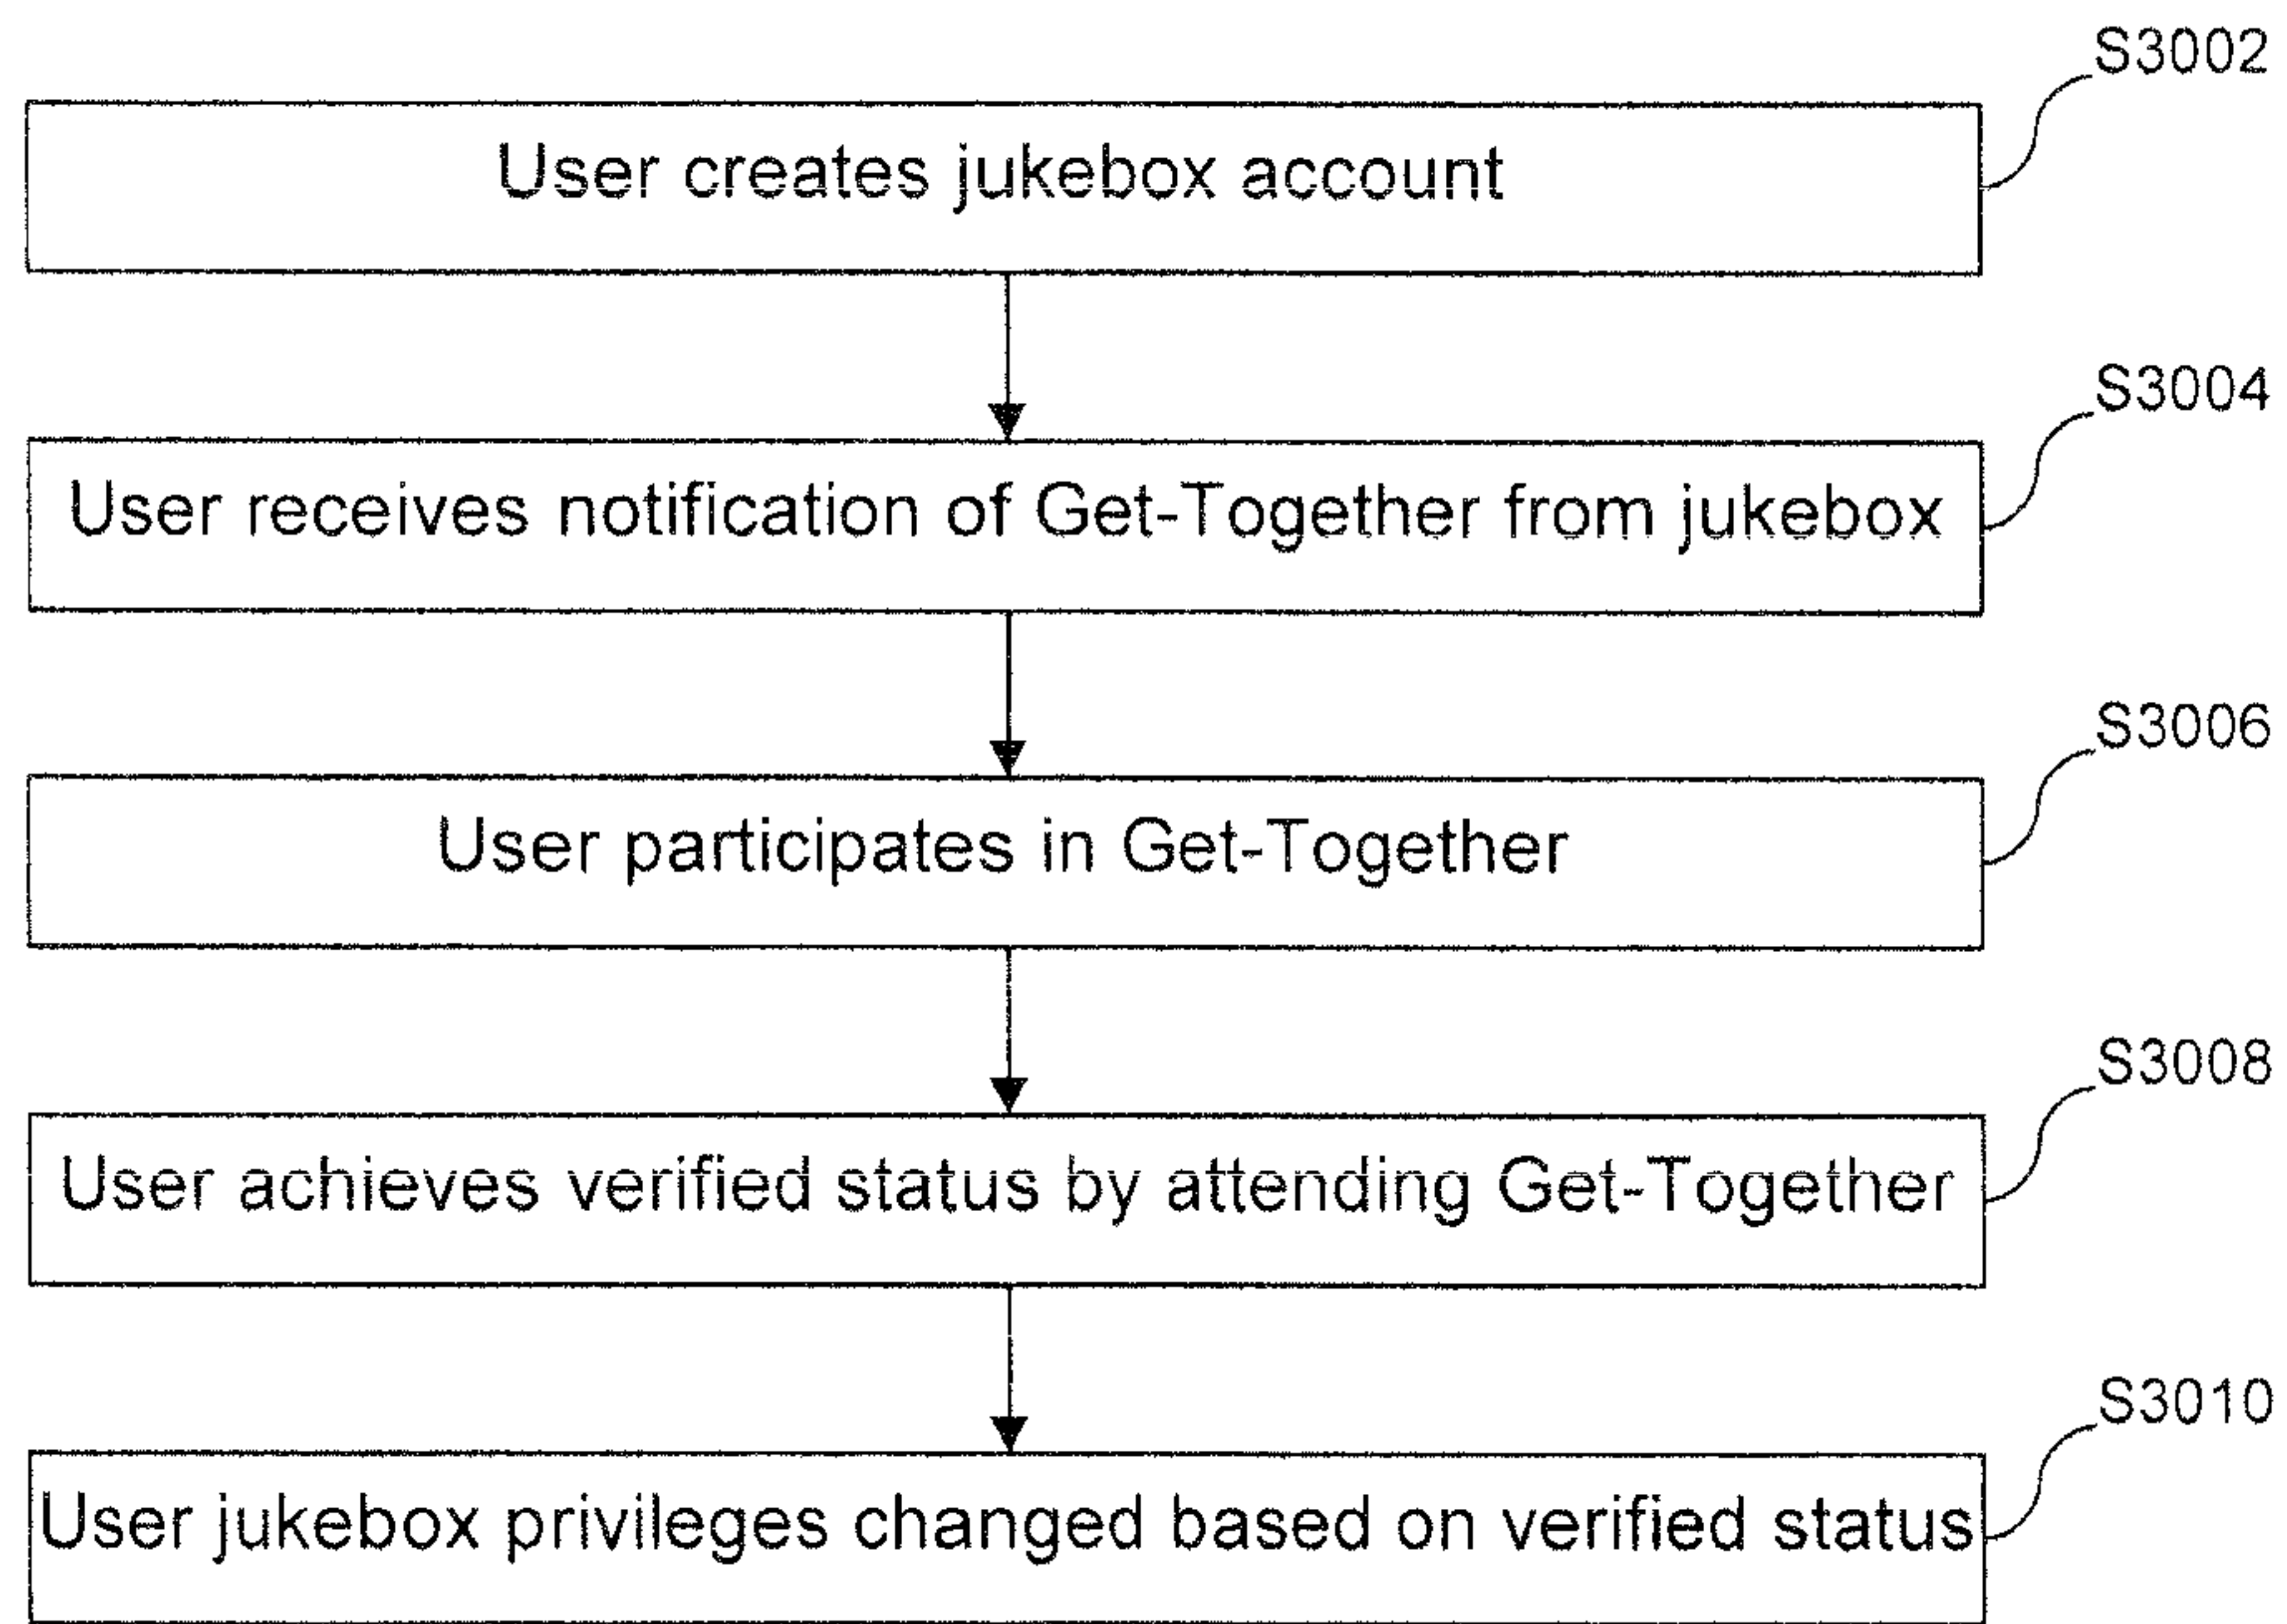 S3002
User creates jukebox account
S3004
User receives notification of Get-Together from jukebox
S3006
User participates in Get-Together
S3008
User achieves verified status by attending Get-Together
S3010
User jukebox privileges changed based on verified status